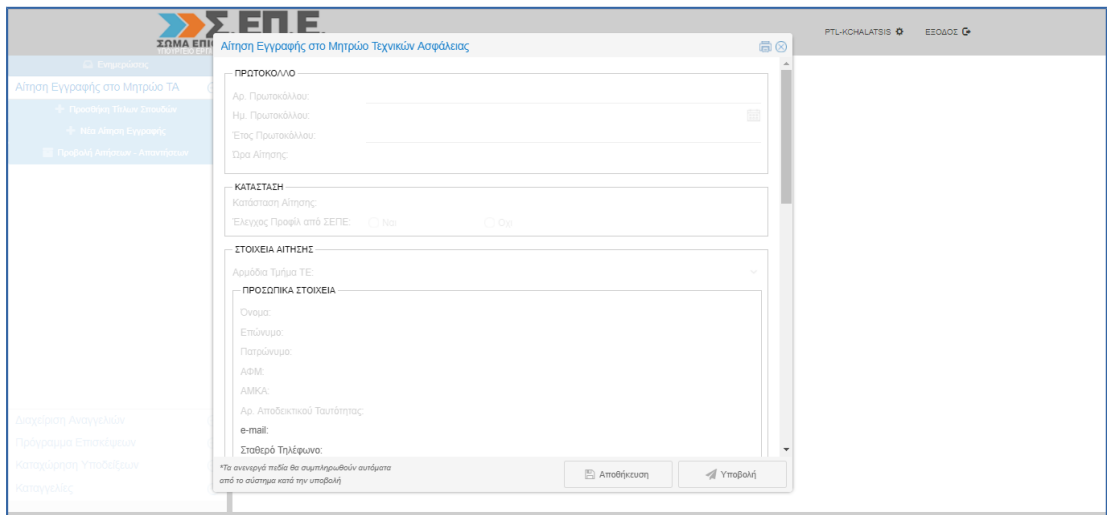 Σ.ΕΠ.Ε.
ΣΩΜΑ ΕΠΙ
PTL-KCHALATSIS
ΕΞΟΔΟΣ
Ενημερώσεις
Αίτηση Εγγραφής στο Μητρώο ΤΑ
Προσθήκη Τίτλων Σπουδών
Νέα Αίτηση Εγγραφής
Προβολή Αιτήσεων - Απαντήσεων
Διαχείριση Αναγγελιών
Πρόγραμμα Επισκέψεων
Καταχώρηση Υποδείξεων
Καταγγελίες
Αίτηση Εγγραφής στο Μητρώο Τεχνικών Ασφάλειας
ΠΡΩΤΟΚΟΛΛΟ
Αρ. Πρωτοκόλλου:
Ημ. Πρωτοκόλλου:
Έτος Πρωτοκόλλου:
Ώρα Αίτησης:
ΚΑΤΑΣΤΑΣΗ
Κατάσταση Αίτησης:
Έλεγχος Προφίλ από ΣΕΠΕ: Ναι Όχι
ΣΤΟΙΧΕΙΑ ΑΙΤΗΣΗΣ
Αρμόδια Τμήμα ΤΕ:
ΠΡΟΣΩΠΙΚΑ ΣΤΟΙΧΕΙΑ
Όνομα:
Επώνυμο:
Πατρώνυμο:
ΑΦΜ:
ΑΜΚΑ:
Αρ. Αποδεικτικού Ταυτότητας:
e-mail:
Σταθερό Τηλέφωνο:
*Τα ανενεργά πεδία θα συμπληρωθούν αυτόματα
από το σύστημα κατά την υποβολή
Αποθήκευση
Υποβολή